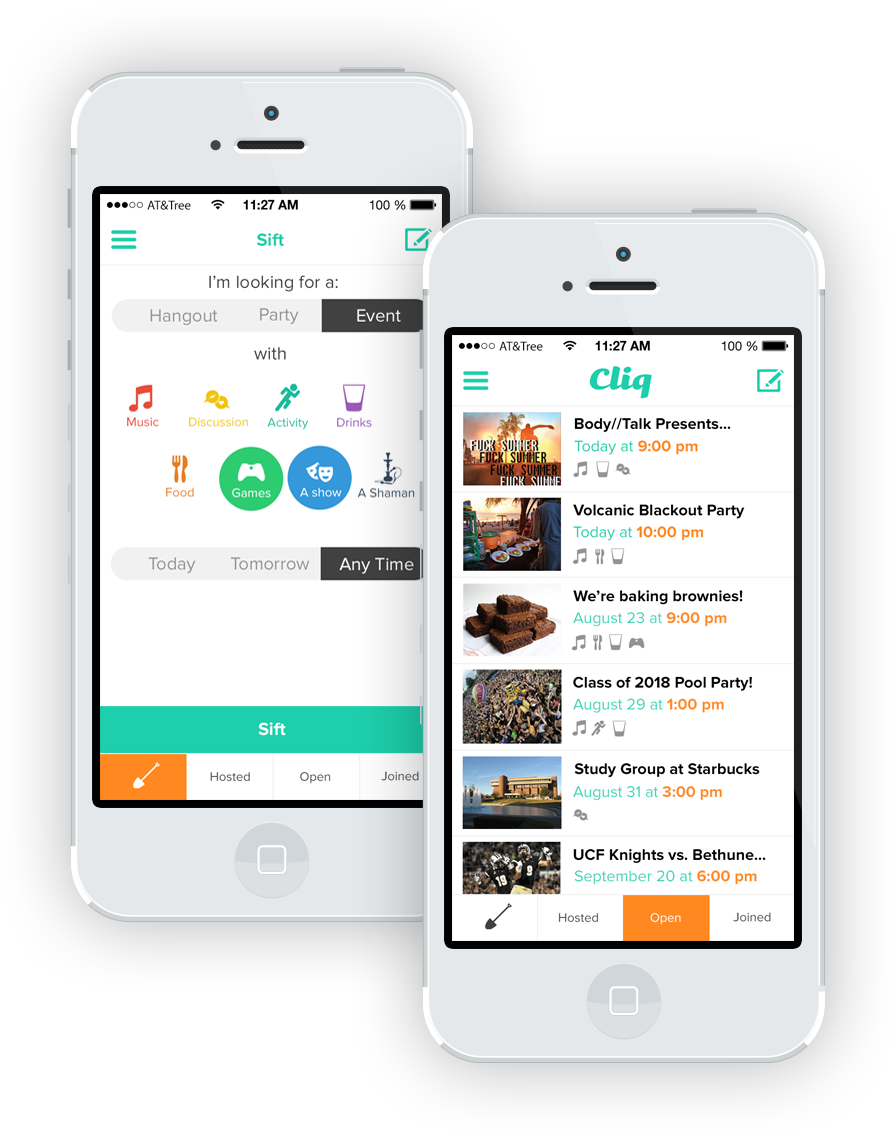 AT&Tree 11:27 AM 100 %
Sift
I'm looking for a:
Hangout Party Event
with
Music Discussion Activity Drinks
Food Games A show A Shaman
Today Tomorrow Any Time
Sift
Hosted Open Joined
AT&Tree 11:27 AM 100 %
Cliq
FUCK SUMMER
FUCK SUMMER
FUCK SUMMER
FUCK SUMME
Body//Talk Presents...
Today at 9:00 pm
Volcanic Blackout Party
Today at 10:00 pm
We're baking brownies!
August 23 at 9:00 pm
Class of 2018 Pool Party!
August 29 at 1:00 pm
Study Group at Starbucks
August 31 at 3:00 pm
19 9
UCF Knights vs. Bethune...
September 20 at 6:00 pm
Hosted Open Joined